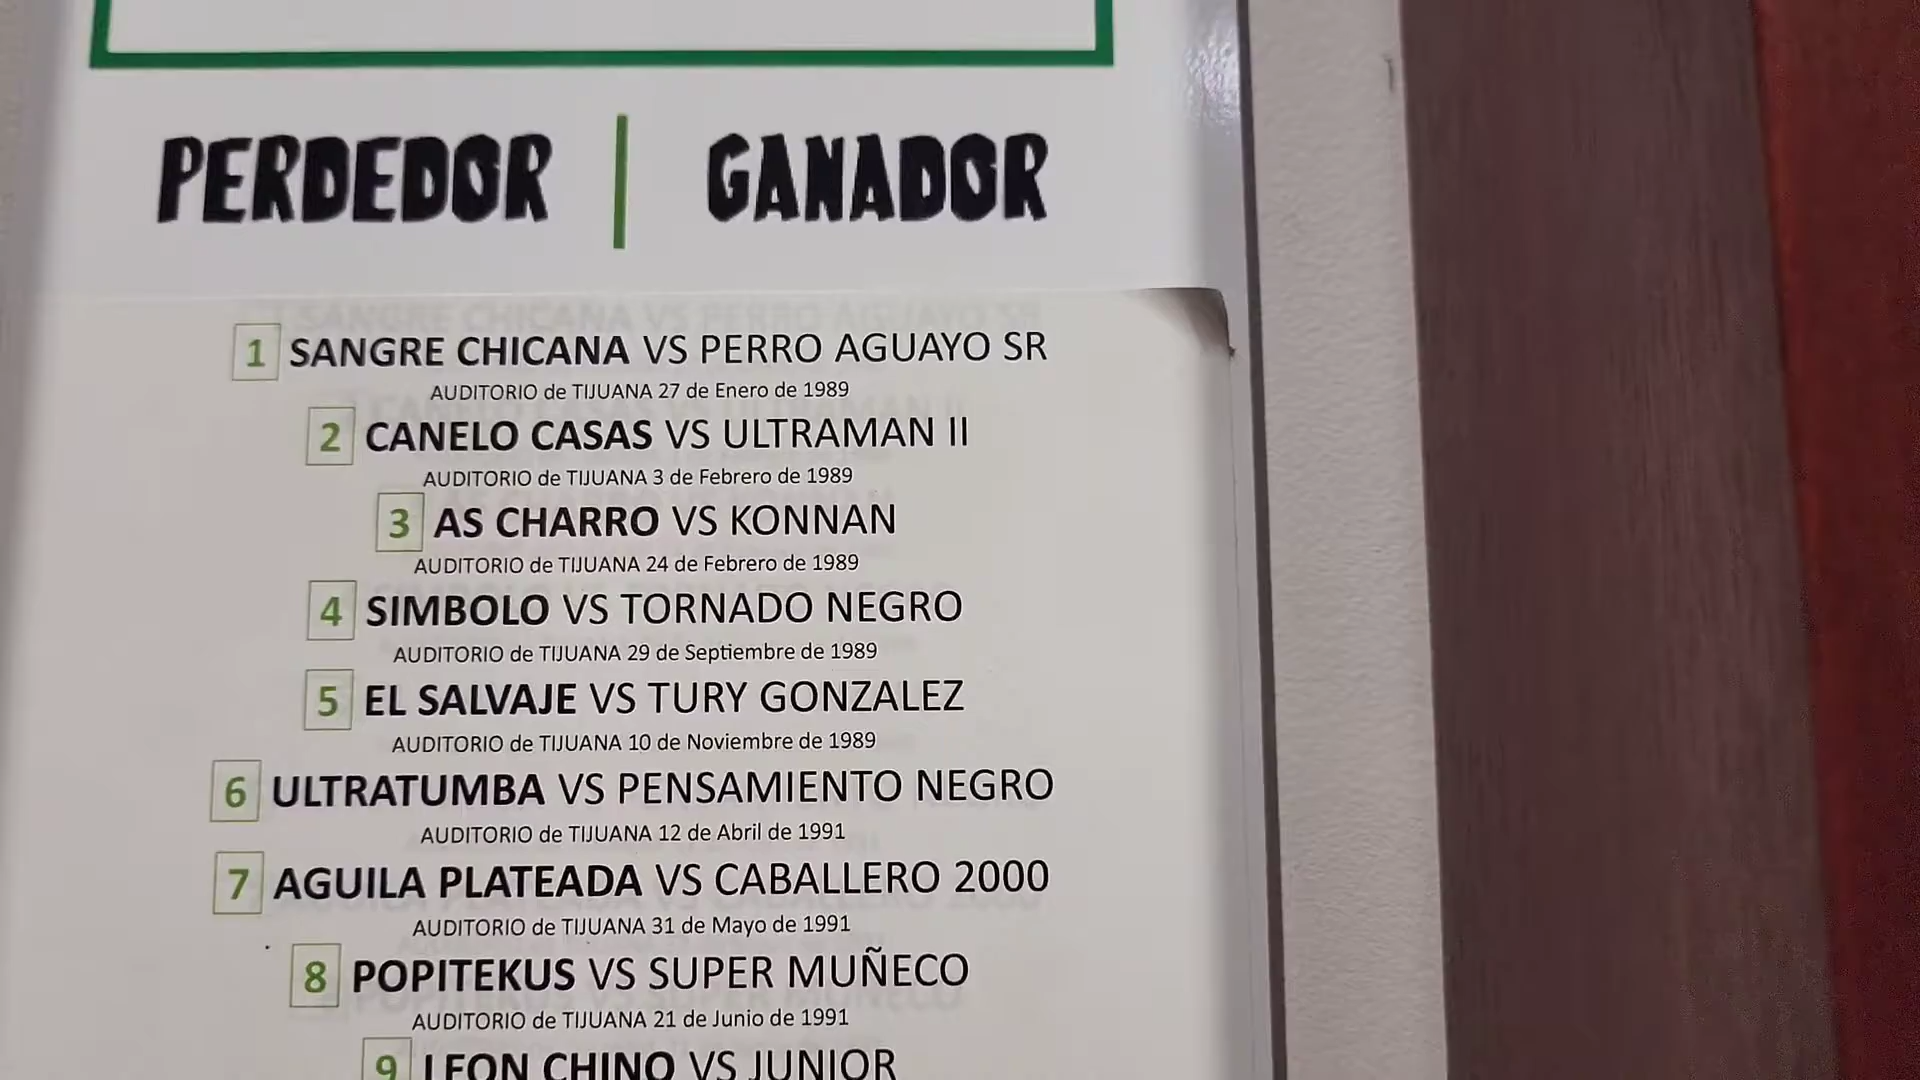 PERDEDOR | GANADOR
1 SANGRE CHICANA VS PERRO AGUAYO SR
AUDITORIO de TIJUANA 27 de Enero de 1989
2 CANELO CASAS VS ULTRAMAN II
AUDITORIO de TIJUANA 3 de Febrero de 1989
3 AS CHARRO VS KONNAN
AUDITORIO de TIJUANA 24 de Febrero de 1989
4 SIMBOLO VS TORNADO NEGRO
AUDITORIO de TIJUANA 29 de Septiembre de 1989
5 EL SALVAJE VS TURY GONZALEZ
AUDITORIO de TIJUANA 10 de Noviembre de 1989
6 ULTRATUMBA VS PENSAMIENTO NEGRO
AUDITORIO de TIJUANA 12 de Abril de 1991
7 AGUILA PLATEADA VS CABALLERO 2000
AUDITORIO de TIJUANA 31 de Mayo de 1991
8 POPITEKUS VS SUPER MUÑECO
AUDITORIO de TIJUANA 21 de Junio de 1991
9 LEON CHINO VS JUNIOR